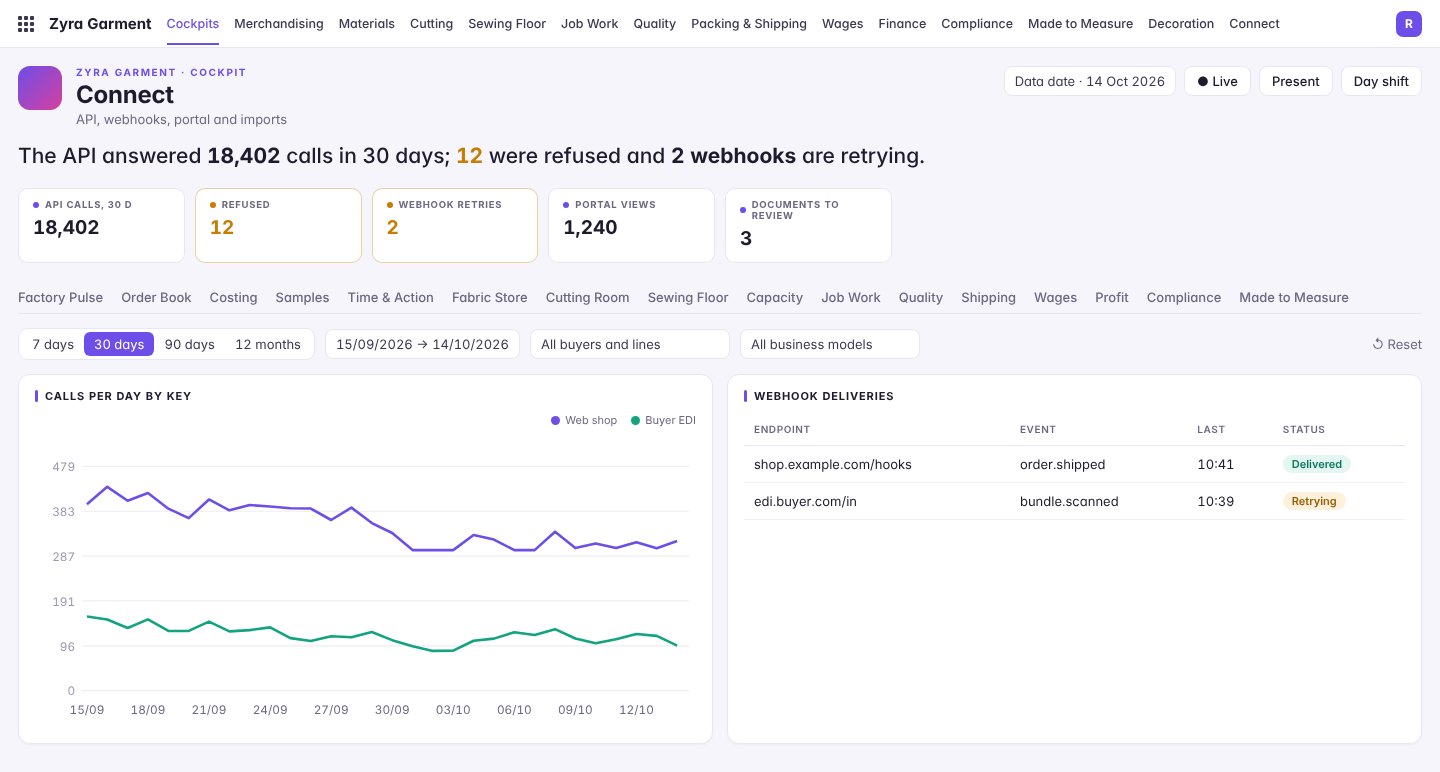 Zyra Garment Cockpits Merchandising Materials Cutting Sewing Floor Job Work Quality Packing & Shipping Wages Finance Compliance Made to Measure Decoration Connect R
ZYRA GARMENT · COCKPIT
Connect
API, webhooks, portal and imports
Data date · 14 Oct 2026 Live Present Day shift
The API answered 18,402 calls in 30 days; 12 were refused and 2 webhooks are retrying.
API CALLS, 30 D
18,402
REFUSED
12
WEBHOOK RETRIES
2
PORTAL VIEWS
1,240
DOCUMENTS TO
REVIEW
3
Factory Pulse Order Book Costing Samples Time & Action Fabric Store Cutting Room Sewing Floor Capacity Job Work Quality Shipping Wages Profit Compliance Made to Measure
7 days 30 days 90 days 12 months 15/09/2026 → 14/10/2026 All buyers and lines All business models Reset
CALLS PER DAY BY KEY
Web shop Buyer EDI
479
383
287
191
96
0
15/09 18/09 21/09 24/09 27/09 30/09 03/10 06/10 09/10 12/10
WEBHOOK DELIVERIES
ENDPOINT EVENT LAST STATUS
shop.example.com/hooks order.shipped 10:41 Delivered
edi.buyer.com/in bundle.scanned 10:39 Retrying